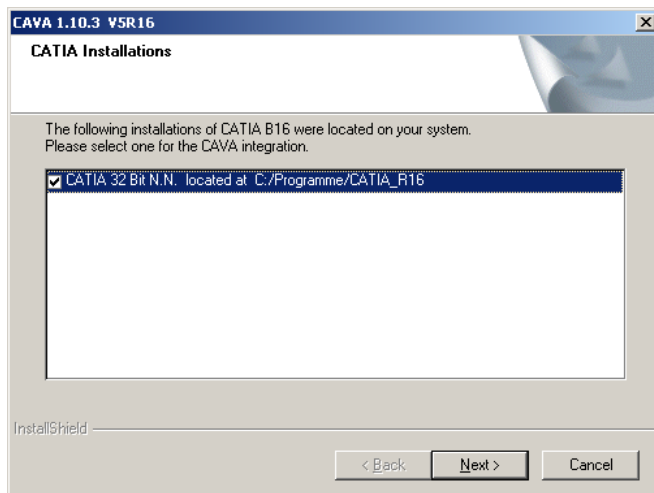 CAVA 1.10.3 V5R16
CATIA Installations
The following installations of CATIA B16 were located on your system.
Please select one for the CAVA integration.
CATIA 32 Bit N.N. located at C:/Programme/CATIA_R16
InstallShield
< Back
Next >
Cancel